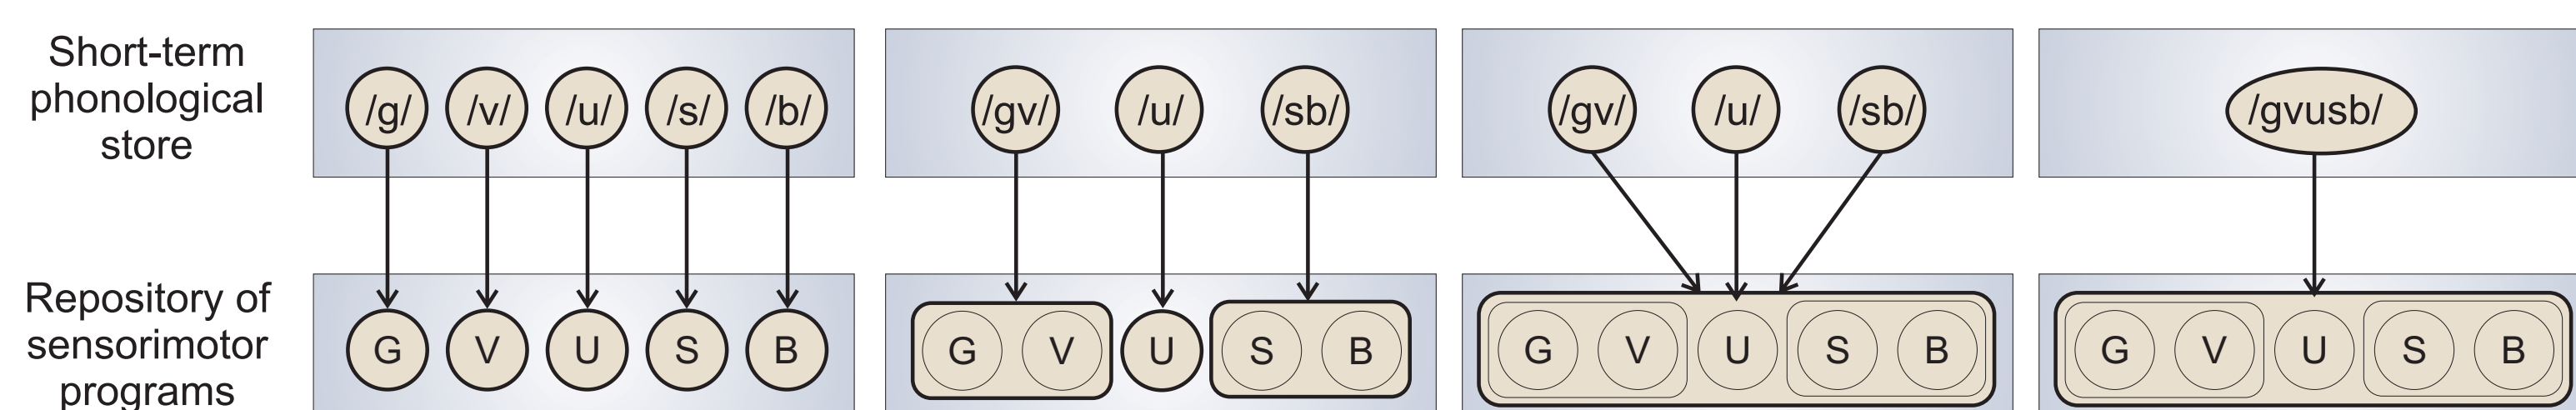 Short-term
phonological
store
/g/ /v/ /u/ /s/ /b/
/gv/ /u/ /sb/
/gv/ /u/ /sb/
/gvusb/
Repository of
sensorimotor
programs
G V U S B
G V U S B
G V U S B
G V U S B